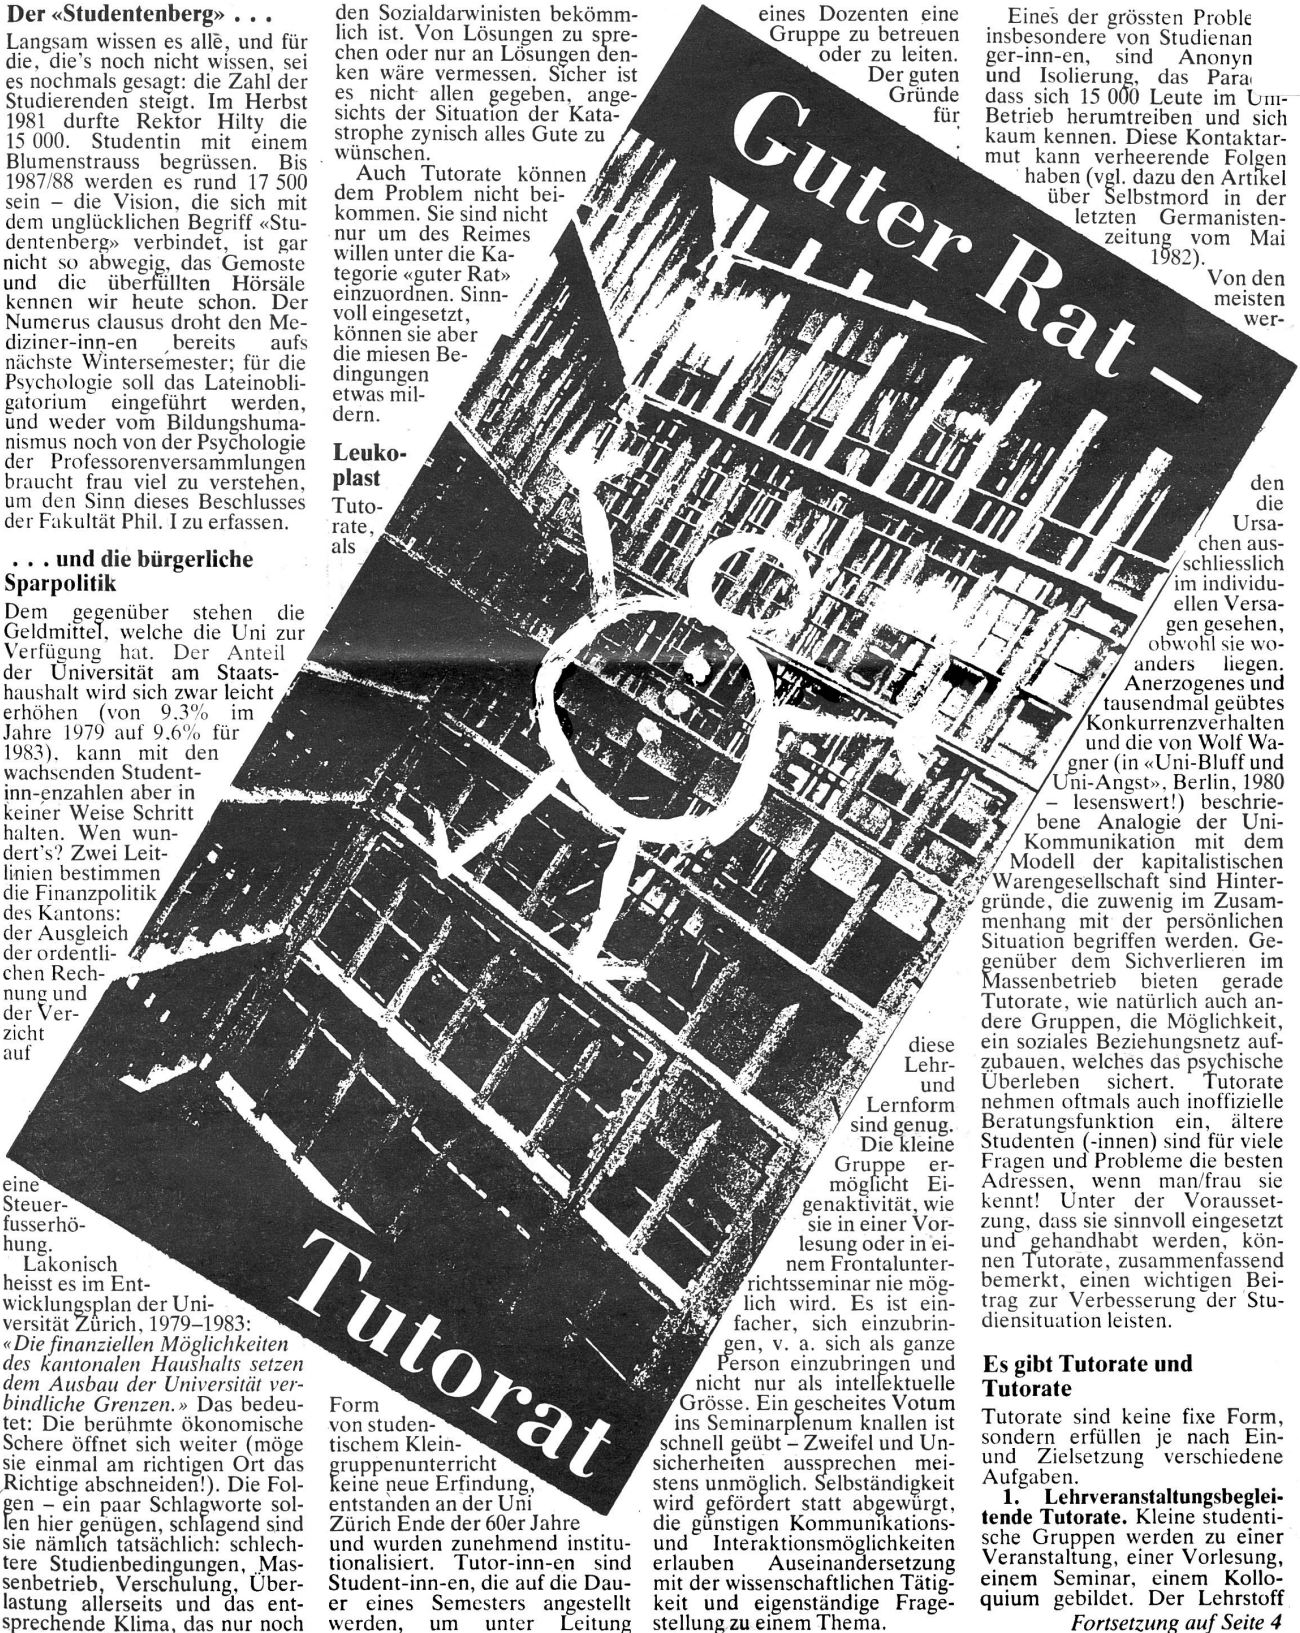 Der «Studentenberg» . . .
Langsam wissen es alle, und für
die, die's noch nicht wissen, sei
es nochmals gesagt: die Zahl der
Studierenden steigt. Im Herbst
1981 durfte Rektor Hilty die
15 000. Studentin mit einem
Blumenstrauss begrüssen. Bis
1987/88 werden es rund 17 500
sein – die Vision, die sich mit
dem unglücklichen Begriff «Stu-
dentenberg» verbindet, ist gar
nicht so abwegig, das Gemoste
und die überfüllten Hörsäle
kennen wir heute schon. Der
Numerus clausus droht den Me-
diziner-inn-en bereits aufs
nächste Wintersemester; für die
Psychologie soll das Lateinobli-
gatorium eingeführt werden,
und weder vom Bildungshuma-
nismus noch von der Psychologie
der Professorenversammlungen
braucht frau viel zu verstehen,
um den Sinn dieses Beschlusses
der Fakultät Phil. I zu erfassen.
. . . und die bürgerliche
Sparpolitik
Dem gegenüber stehen die
Geldmittel, welche die Uni zur
Verfügung hat. Der Anteil
der Universität am Staats-
haushalt wird sich zwar leicht
erhöhen (von 9.3% im
Jahre 1979 auf 9.6% für
1983), kann mit den
wachsenden Student-
inn-enzahlen aber in
keiner Weise Schritt
halten. Wen wun-
dert's? Zwei Leit-
linien bestimmen
die Finanzpolitik
des Kantons:
der Ausgleich
der ordentli-
chen Rech-
nung und
der Ver-
zicht
auf
eine
Steuer-
fusserhö-
hung.
Lakonisch
heisst es im Ent-
wicklungsplan der Uni-
versität Zürich, 1979–1983:
«Die finanziellen Möglichkeiten
des kantonalen Haushalts setzen
dem Ausbau der Universität ver-
bindliche Grenzen.» Das bedeu-
tet: Die berühmte ökonomische
Schere öffnet sich weiter (möge
sie einmal am richtigen Ort das
Richtige abschneiden!). Die Fol-
gen – ein paar Schlagworte sol-
len hier genügen, schlagend sind
sie nämlich tatsächlich: schlech-
tere Studienbedingungen, Mas-
senbetrieb, Verschulung, Über-
lastung allerseits und das ent-
sprechende Klima, das nur noch
den Sozialdarwinisten bekömm-
lich ist. Von Lösungen zu spre-
chen oder nur an Lösungen den-
ken wäre vermessen. Sicher ist
es nicht allen gegeben, ange-
sichts der Situation der Kata-
strophe zynisch alles Gute zu
wünschen.
Auch Tutorate können
dem Problem nicht bei-
kommen. Sie sind nicht
nur um des Reimes
willen unter die Ka-
tegorie «guter Rat»
einzuordnen. Sinn-
voll eingesetzt,
können sie aber
die miesen Be-
dingungen
etwas mil-
dern.
Leuko-
plast
Tuto-
rate,
als
Form
von studen-
tischem Klein-
gruppenunterricht
keine neue Erfindung,
entstanden an der Uni
Zürich Ende der 60er Jahre
und wurden zunehmend institu-
tionalisiert. Tutor-inn-en sind
Student-inn-en, die auf die Dau-
er eines Semesters angestellt
werden, um unter Leitung
eines Dozenten eine
Gruppe zu betreuen
oder zu leiten.
Der guten
Gründe
für
diese
Lehr-
und
Lernform
sind genug.
Die kleine
Gruppe er-
möglicht Ei-
genaktivität, wie
sie in einer Vor-
lesung oder in ei-
nem Frontalunter-
richtsseminar nie mög-
lich wird. Es ist ein-
facher, sich einzubrin-
gen, v. a. sich als ganze
Person einzubringen und
nicht nur als intellektuelle
Grösse. Ein gescheites Votum
ins Seminarplenum knallen ist
schnell geübt – Zweifel und Un-
sicherheiten aussprechen mei-
stens unmöglich. Selbständigkeit
wird gefördert statt abgewürgt,
die günstigen Kommunikations-
und Interaktionsmöglichkeiten
erlauben Auseinandersetzung
mit der wissenschaftlichen Tätig-
keit und eigenständige Frage-
stellung zu einem Thema.
Guter Rat –
Tutorat
Eines der grössten Proble
insbesondere von Studienan
ger-inn-en, sind Anonyn
und Isolierung, das Para
dass sich 15 000 Leute im Uni-
Betrieb herumtreiben und sich
kaum kennen. Diese Kontaktar-
mut kann verheerende Folgen
haben (vgl. dazu den Artikel
über Selbstmord in der
letzten Germanisten-
zeitung vom Mai
1982).
Von den
meisten
wer-
den
die
Ursa-
chen aus-
schliesslich
im individu-
ellen Versa-
gen gesehen,
obwohl sie wo-
anders liegen.
Anerzogenes und
tausendmal geübtes
Konkurrenzverhalten
und die von Wolf Wa-
gner (in «Uni-Bluff und
Uni-Angst», Berlin, 1980
– lesenswert!) beschrie-
bene Analogie der Uni-
Kommunikation mit dem
Modell der kapitalistischen
Warengesellschaft sind Hinter-
gründe, die zuwenig im Zusam-
menhang mit der persönlichen
Situation begriffen werden. Ge-
genüber dem Sichverlieren im
Massenbetrieb bieten gerade
Tutorate, wie natürlich auch an-
dere Gruppen, die Möglichkeit,
ein soziales Beziehungsnetz auf-
zubauen, welches das psychische
Überleben sichert. Tutorate
nehmen oftmals auch inoffizielle
Beratungsfunktion ein, ältere
Studenten (-innen) sind für viele
Fragen und Probleme die besten
Adressen, wenn man/frau sie
kennt! Unter der Vorausset-
zung, dass sie sinnvoll eingesetzt
und gehandhabt werden, kön-
nen Tutorate, zusammenfassend
bemerkt, einen wichtigen Bei-
trag zur Verbesserung der Stu-
diensituation leisten.
Es gibt Tutorate und
Tutorate
Tutorate sind keine fixe Form,
sondern erfüllen je nach Ein-
und Zielsetzung verschiedene
Aufgaben.
1. Lehrveranstaltungsbeglei-
tende Tutorate. Kleine studenti-
sche Gruppen werden zu einer
Veranstaltung, einer Vorlesung,
einem Seminar, einem Kollo-
quium gebildet. Der Lehrstoff
Fortsetzung auf Seite 4